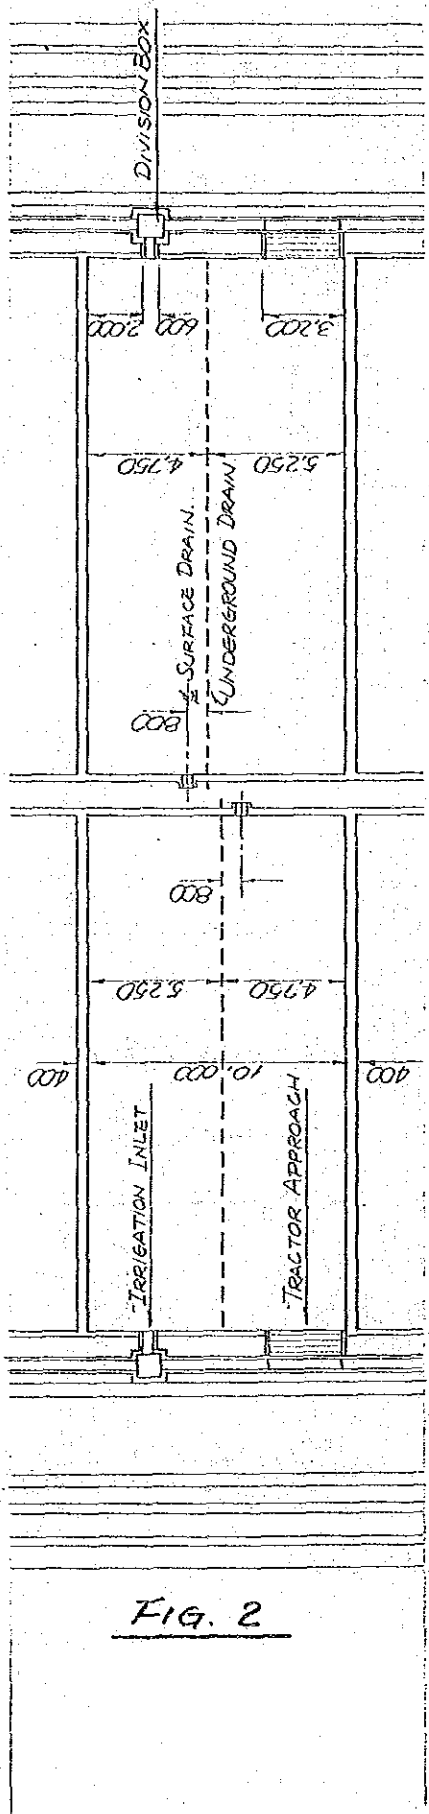 DIVISION BOX
2.000
600
3.200
4.750
5.250
℄ SURFACE DRAIN.
℄ UNDERGROUND DRAIN
800
800
5.250
4.750
400
10,000
400
IRRIGATION INLET
TRACTOR APPROACH
FIG. 2